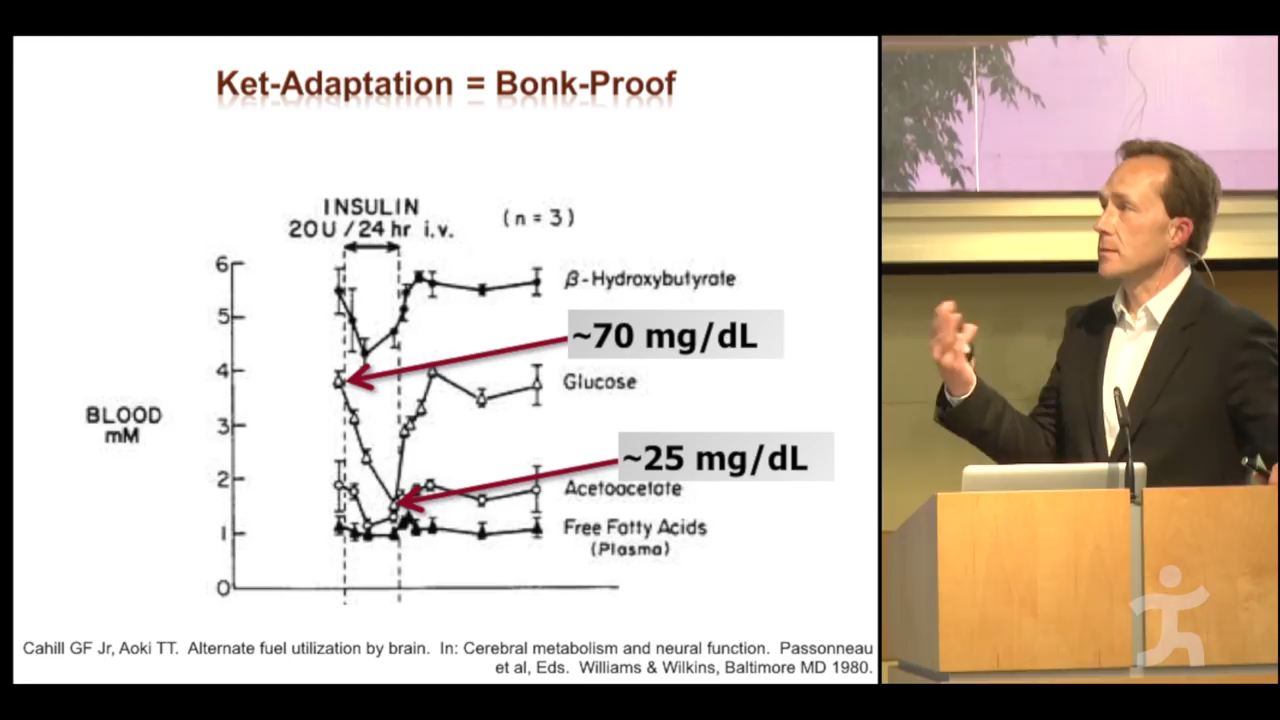 Ket-Adaptation = Bonk-Proof
INSULIN
20U/24 hr i.v.
(n = 3)
6
β-Hydroxybutyrate
5
~70 mg/dL
4
Glucose
BLOOD
mM
3
~25 mg/dL
2
Acetoacetate
Free Fatty Acids
1
(Plasma)
0
Cahill GF Jr, Aoki TT. Alternate fuel utilization by brain. In: Cerebral metabolism and neural function. Passonneau
et al, Eds. Williams & Wilkins, Baltimore MD 1980.